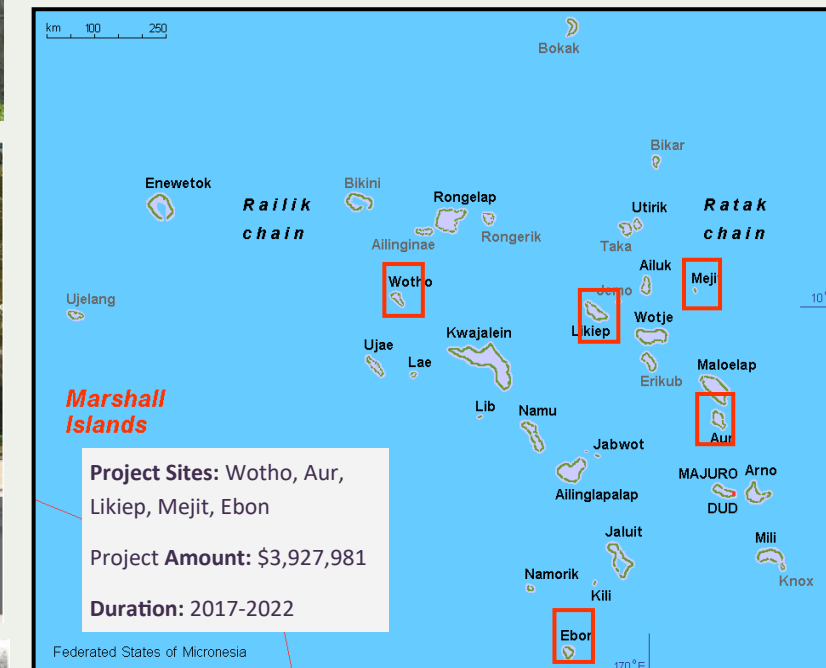 km 100 250
Bokak
Bikar
Enewetok
Bikini
Railik
chain
Rongelap
Rongerik
Ailinginae
Utirik
Taka
Ratak
chain
Ailuk
Mejit
Wotho
Jemo
10°
Ujelang
Likiep
Wotje
Kwajalein
Ujae
Lae
Erikub
Maloelap
Marshall
Islands
Lib
Namu
Aur
Jabwot
Ailinglapalap
MAJURO
Arno
DUD
Project Sites: Wotho, Aur,
Likiep, Mejit, Ebon
Project Amount: $3,927,981
Duration: 2017-2022
Jaluit
Mili
Knox
Namorik
Kili
Ebon
Federated States of Micronesia
170°E